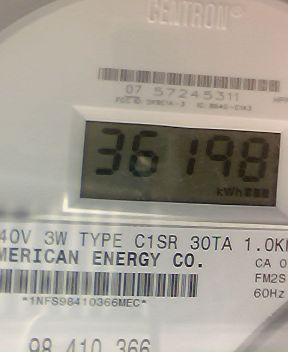 CENTRON®
07 57245311
36198
kWh
40V 3W TYPE C1SR 30TA 1.0K
MERICAN ENERGY CO.
CA 0
FM2S
*1NFS98410366MEC*
60Hz
98 410 366